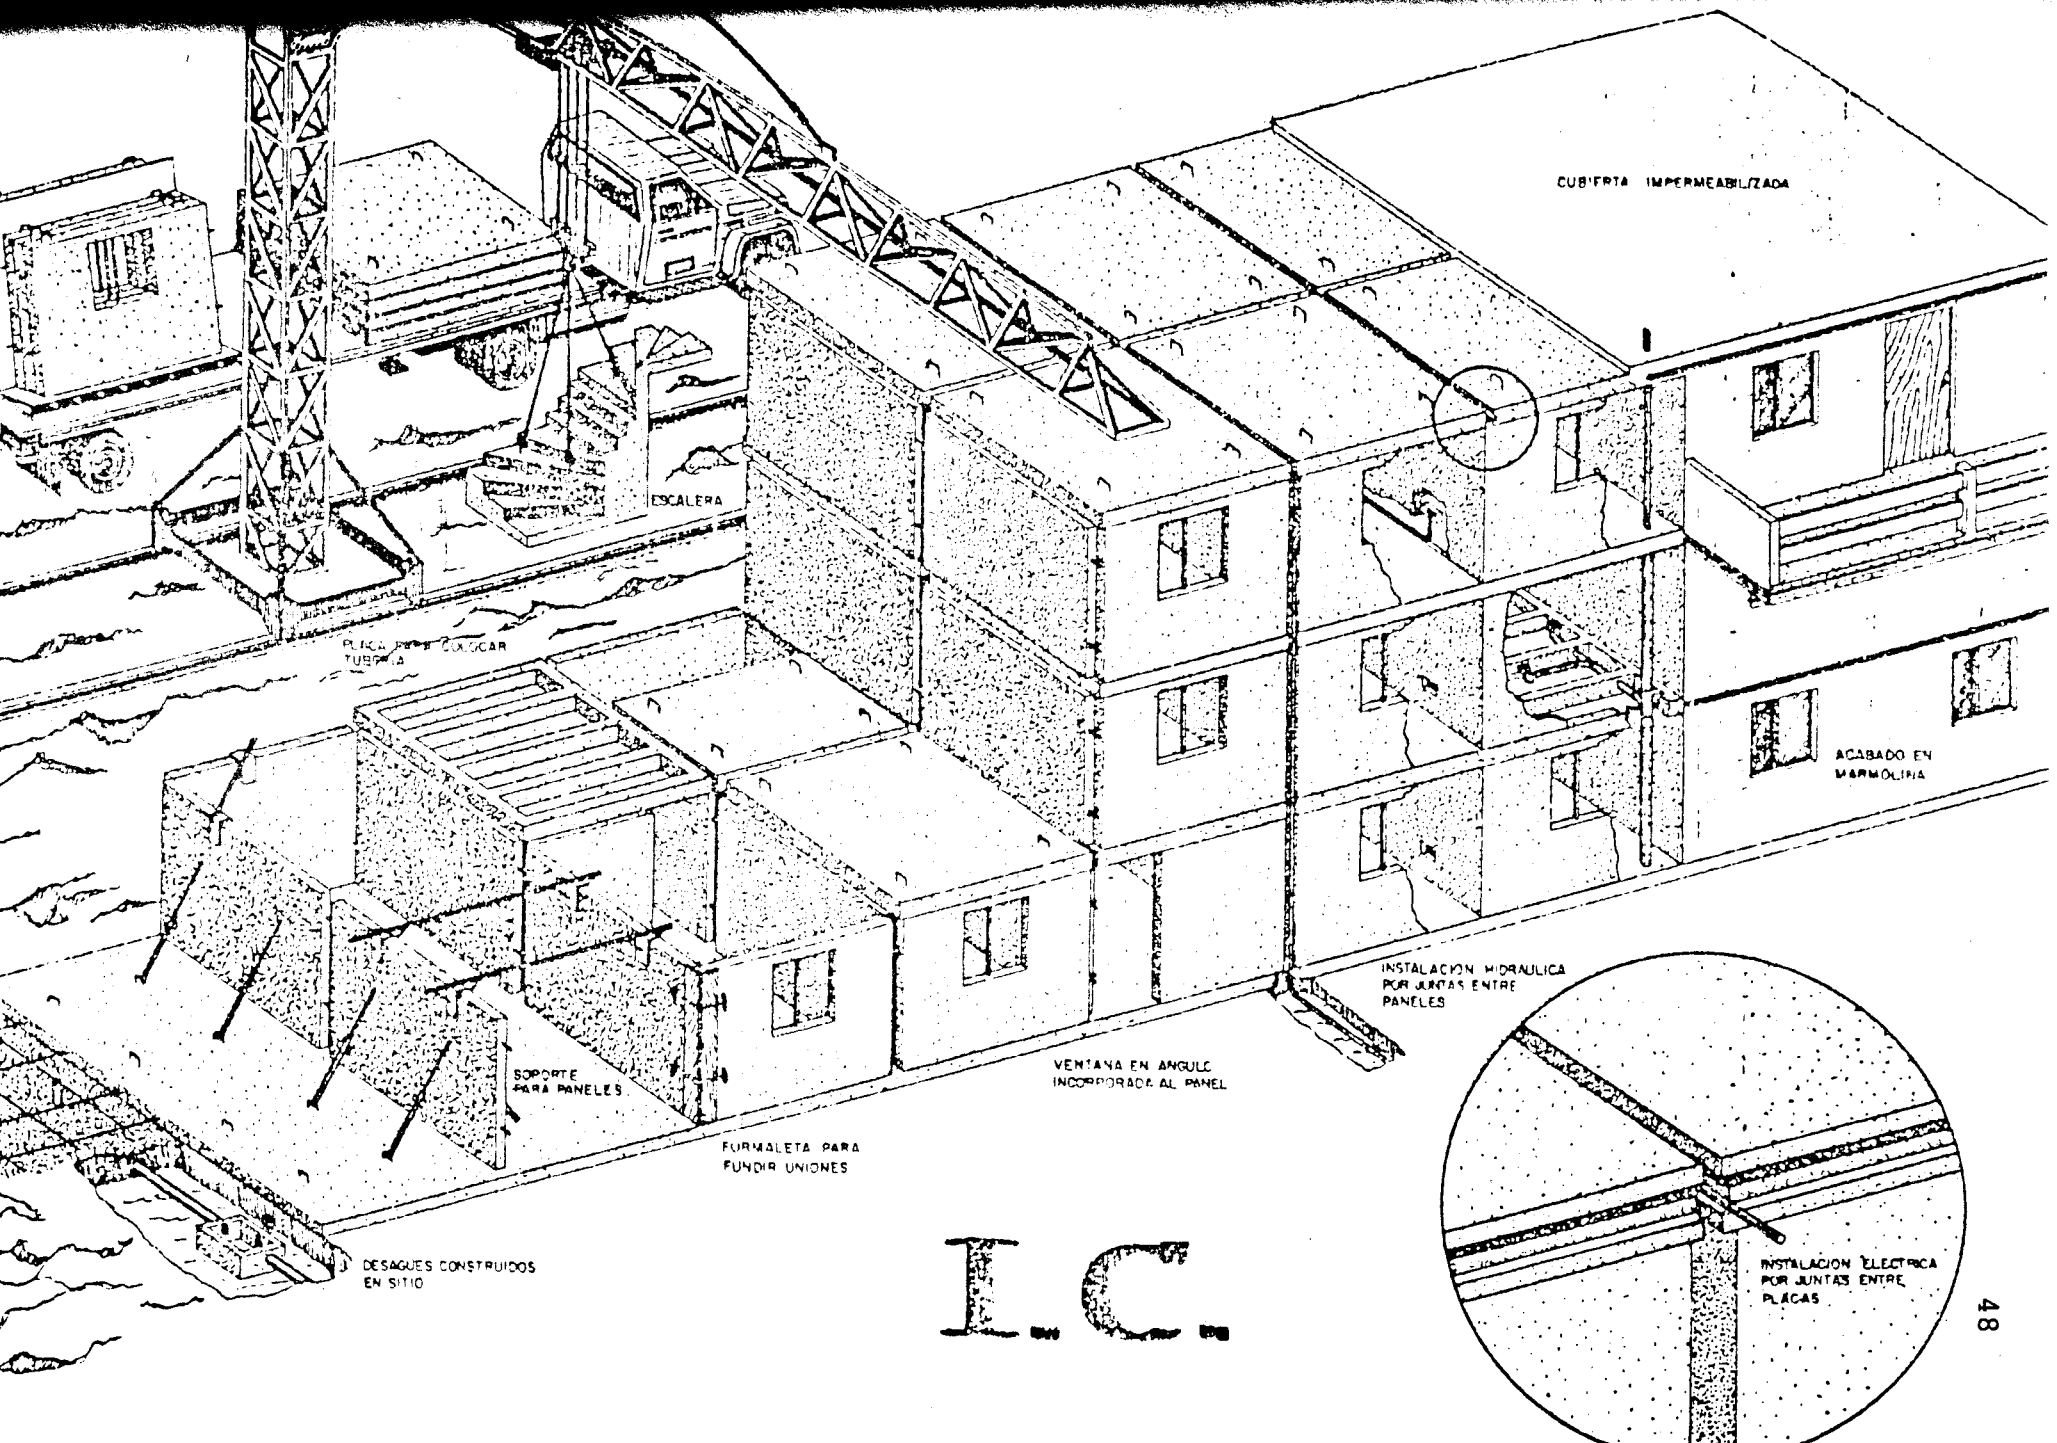 CUBIERTA IMPERMEABILIZADA
ESCALERA
PLACA PARA COLOCAR
TUBERIA
ACABADO EN
MARMOLINA
INSTALACION HIDRAULICA
POR JUNTAS ENTRE
PANELES
SOPORTE
PARA PANELES
VENTANA EN ANGULO
INCORPORADA AL PANEL
FORMALETA PARA
FUNDIR UNIONES
DESAGUES CONSTRUIDOS
EN SITIO
INSTALACION ELECTRICA
POR JUNTAS ENTRE
PLACAS
I.C.
48